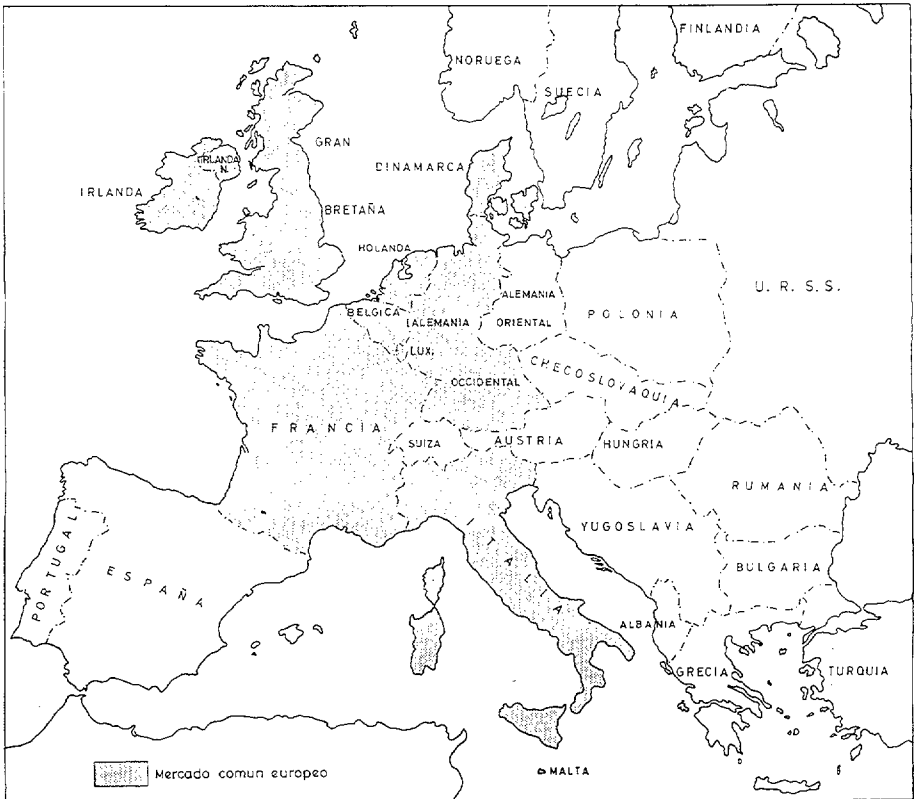 FINLANDIA
NORUEGA
SUECIA
GRAN
DINAMARCA
IRLANDA
N.
IRLANDA
BRETAÑA
HOLANDA
U. R. S. S.
ALEMANIA
BELGICA
POLONIA
ALEMANIA
ORIENTAL
LUX.
CHECOSLOVAQUIA
OCCIDENTAL
FRANCIA
SUIZA
AUSTRIA
HUNGRIA
RUMANIA
YUGOSLAVIA
PORTUGAL
ESPAÑA
ITALIA
BULGARIA
ALBANIA
GRECIA
TURQUIA
Mercado comun europeo
MALTA